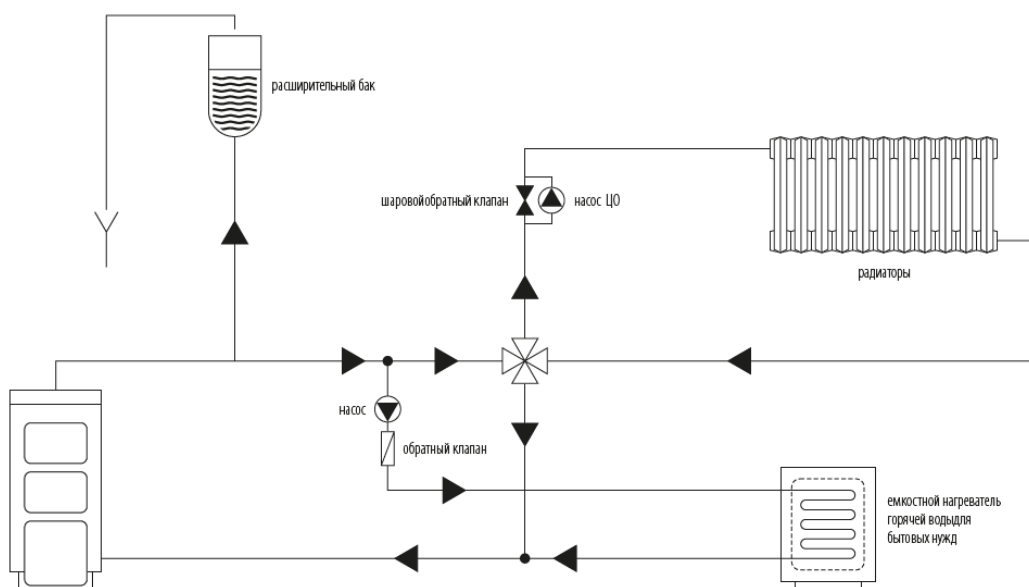 расширительный бак
шаровойобратный клапан
насос ЦО
радиаторы
насос
обратный клапан
емкостной нагреватель
горячей водыдля
бытовых нужд